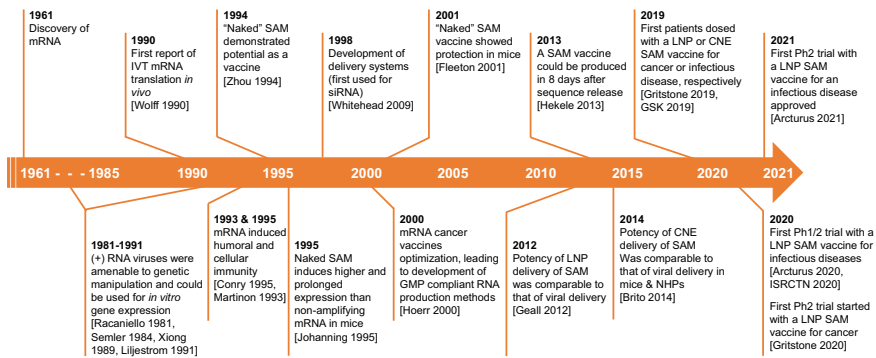 1961
Discovery of
mRNA
1990
First report of
IVT mRNA
translation in
vivo
[Wolff 1990]
1994
“Naked” SAM
demonstrated
potential as a
vaccine
[Zhou 1994]
1998
Development of
delivery systems
(first used for
siRNA)
[Whitehead 2009]
2001
“Naked” SAM
vaccine showed
protection in mice
[Fleeton 2001]
2013
A SAM vaccine
could be produced
in 8 days after
sequence release
[Hekele 2013]
2019
First patients dosed
with a LNP or CNE
SAM vaccine for
cancer or infectious
disease, respectively
[Gritstone 2019,
GSK 2019]
2021
First Ph2 trial with
a LNP SAM
vaccine for an
infectious disease
approved
[Arcturus 2021]
1961 - - - 1985 1990 1995 2000 2005 2010 2015 2020 2021
1981-1991
(+) RNA viruses were
amenable to genetic
manipulation and could
be used for in vitro
gene expression
[Racaniello 1981,
Semler 1984, Xiong
1989, Liljestrom 1991]
1993 & 1995
mRNA induced
humoral and
cellular
immunity
[Conry 1995,
Martinon 1993]
1995
Naked SAM
induces higher and
prolonged
expression than
non-amplifying
mRNA in mice
[Johanning 1995]
2000
mRNA cancer
vaccines
optimization, leading
to development of
GMP compliant RNA
production methods
[Hoerr 2000]
2012
Potency of LNP
delivery of SAM
was comparable to
that of viral delivery
[Geall 2012]
2014
Potency of CNE
delivery of SAM
Was comparable to
that of viral delivery in
mice & NHPs
[Brito 2014]
2020
First Ph1/2 trial with a
LNP SAM vaccine for
infectious diseases
[Arcturus 2020,
ISRCTN 2020]
First Ph2 trial started
with a LNP SAM
vaccine for cancer
[Gritstone 2020]